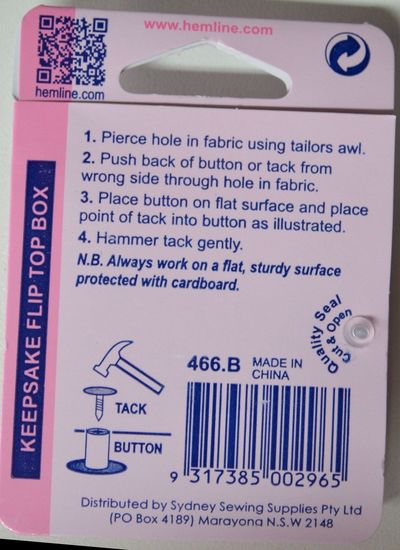 www.hemline.com
hemline.com
1. Pierce hole in fabric using tailors awl.
2. Push back of button or tack from
wrong side through hole in fabric.
3. Place button on flat surface and place
point of tack into button as illustrated.
4. Hammer tack gently.
N.B. Always work on a flat, sturdy surface
protected with cardboard.
KEEPSAKE FLIP TOP BOX
Quality Seal
Cut & Open
466.B MADE IN
CHINA
TACK
BUTTON
9 317385 002965
Distributed by Sydney Sewing Supplies Pty Ltd
(PO Box 4189) Marayona N.S.W 2148